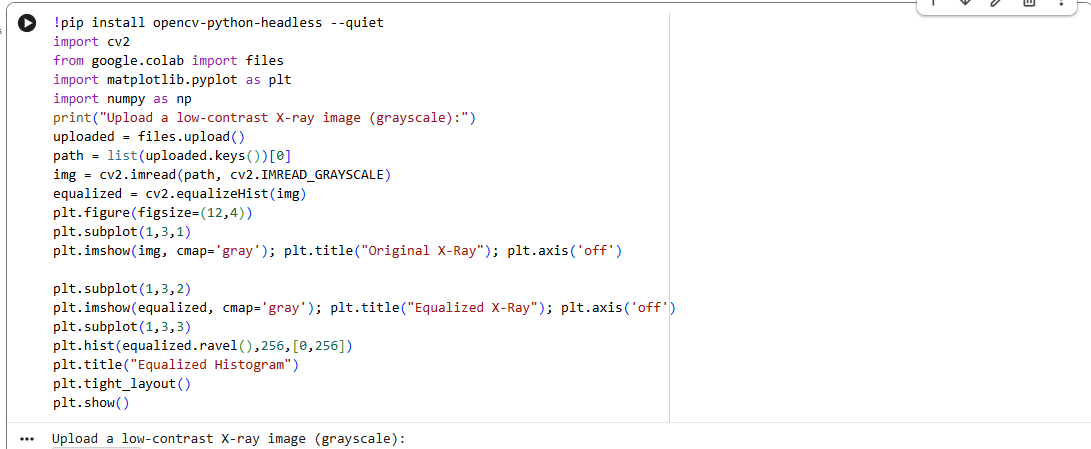 !pip install opencv-python-headless --quiet
import cv2
from google.colab import files
import matplotlib.pyplot as plt
import numpy as np
print("Upload a low-contrast X-ray image (grayscale):")
uploaded = files.upload()
path = list(uploaded.keys())[0]
img = cv2.imread(path, cv2.IMREAD_GRAYSCALE)
equalized = cv2.equalizeHist(img)
plt.figure(figsize=(12,4))
plt.subplot(1,3,1)
plt.imshow(img, cmap='gray'); plt.title("Original X-Ray"); plt.axis('off')
plt.subplot(1,3,2)
plt.imshow(equalized, cmap='gray'); plt.title("Equalized X-Ray"); plt.axis('off')
plt.subplot(1,3,3)
plt.hist(equalized.ravel(),256,[0,256])
plt.title("Equalized Histogram")
plt.tight_layout()
plt.show()
Upload a low-contrast X-ray image (grayscale):